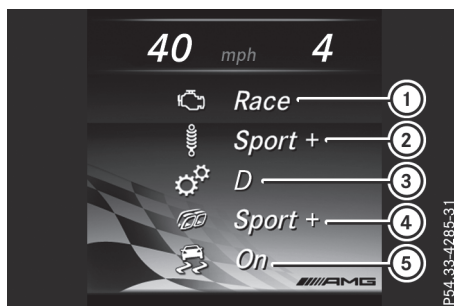 40 mph 4
Race 1
Sport + 2
D 3
Sport + 4
On 5
AMG
P54.33-4285-31